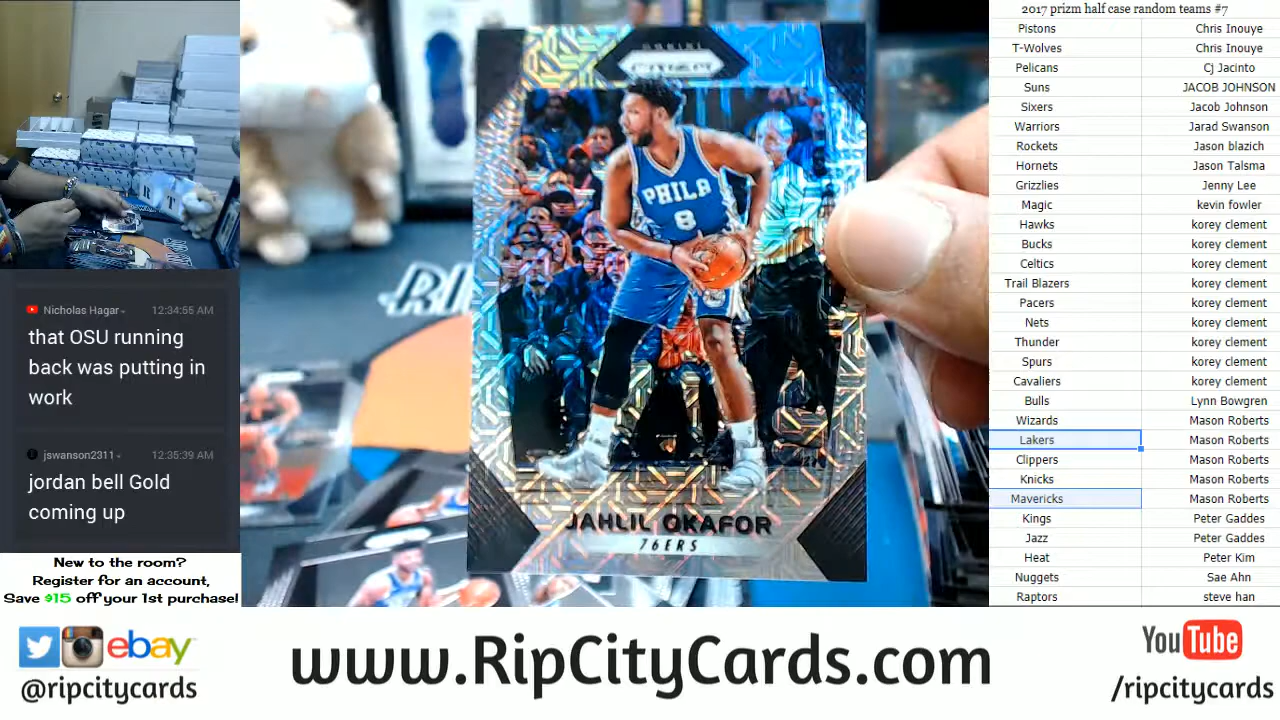 2017 prizm half case random teams #7
Pistons Chris Inouye
T-Wolves Chris Inouye
Pelicans Cj Jacinto
Suns JACOB JOHNSON
Sixers Jacob Johnson
Warriors Jarad Swanson
Rockets Jason blazich
Hornets Jason Talsma
Grizzlies Jenny Lee
Magic kevin fowler
Hawks korey clement
Bucks korey clement
Celtics korey clement
Trail Blazers korey clement
Pacers korey clement
Nets korey clement
Thunder korey clement
Spurs korey clement
Cavaliers korey clement
Bulls Lynn Bowgren
Wizards Mason Roberts
Lakers Mason Roberts
Clippers Mason Roberts
Knicks Mason Roberts
Mavericks Mason Roberts
Kings Peter Gaddes
Jazz Peter Gaddes
Heat Peter Kim
Nuggets Sae Ahn
Raptors steve han
PANINI
PRIZM
PHILA
8
JAHLIL OKAFOR
76ERS
Nicholas Hagar 12:34:55 AM
that OSU running
back was putting in
work
jswanson2311 12:35:39 AM
jordan bell Gold
coming up
New to the room?
Register for an account,
Save $15 off your 1st purchase!
ebay
@ripcitycards
www.RipCityCards.com
YouTube
/ripcitycards